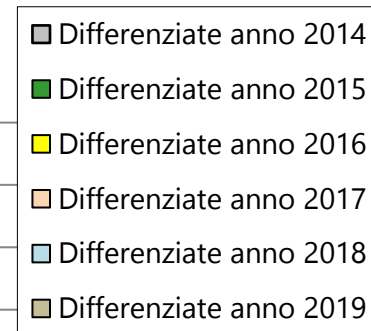 Differenziate anno 2014
Differenziate anno 2015
Differenziate anno 2016
Differenziate anno 2017
Differenziate anno 2018
Differenziate anno 2019